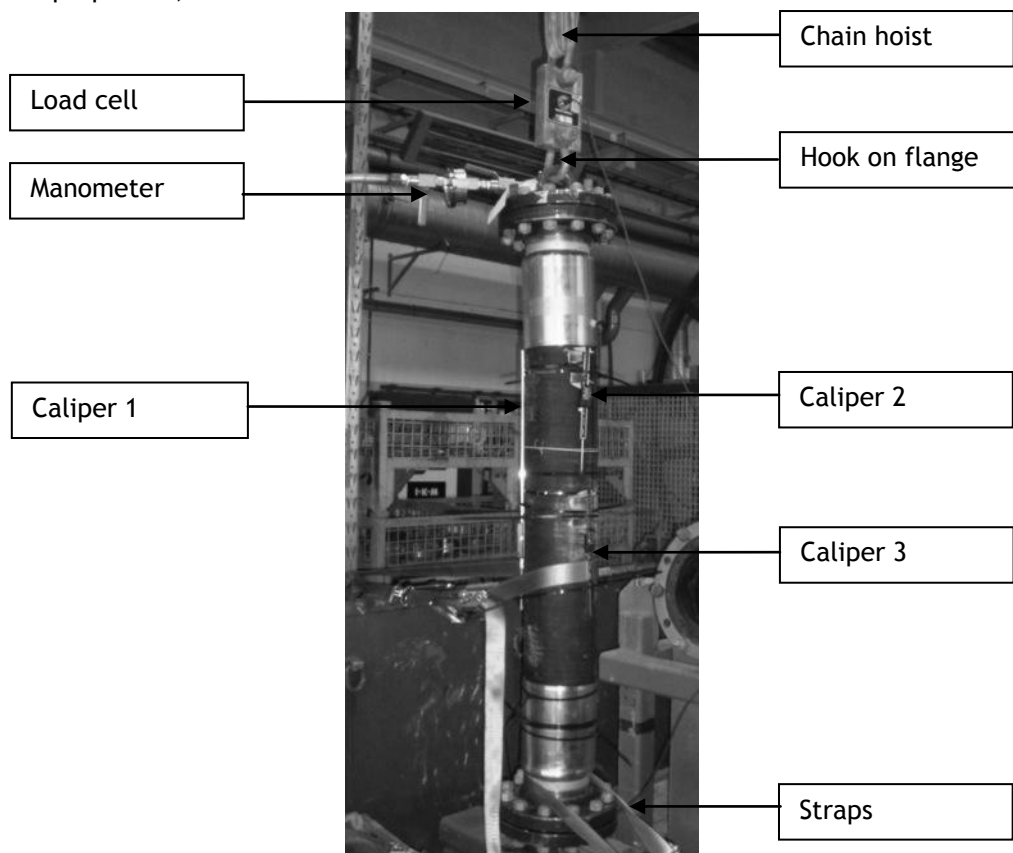 Chain hoist
Load cell
Hook on flange
Manometer
Caliper 1
Caliper 2
I·K·M
Caliper 3
Straps